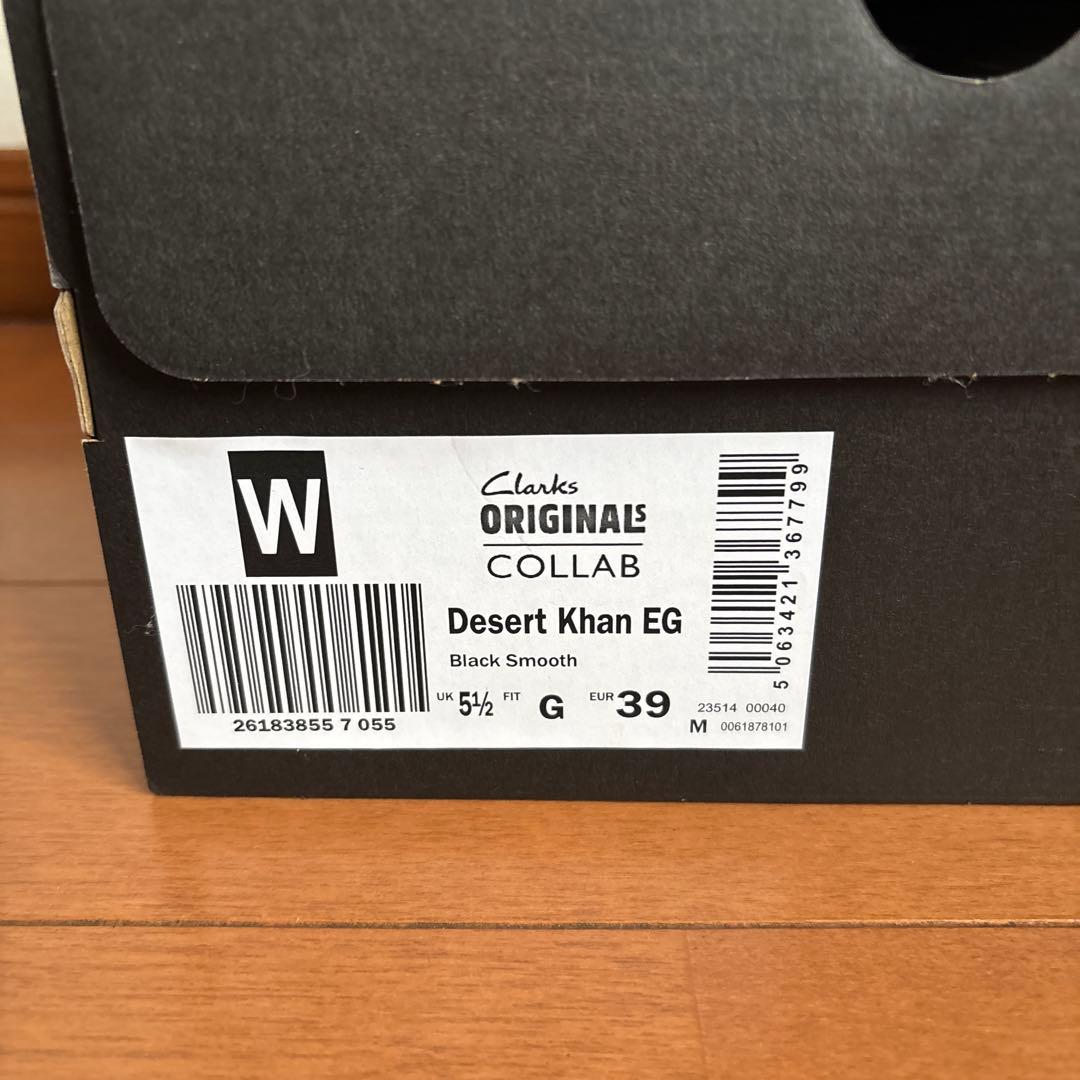 W
Clarks
ORIGINALS
COLLAB
Desert Khan EG
Black Smooth
UK 5½ FIT G EUR 39
26183855 7 055
5 063421 367799
23514 00040
M 0061878101